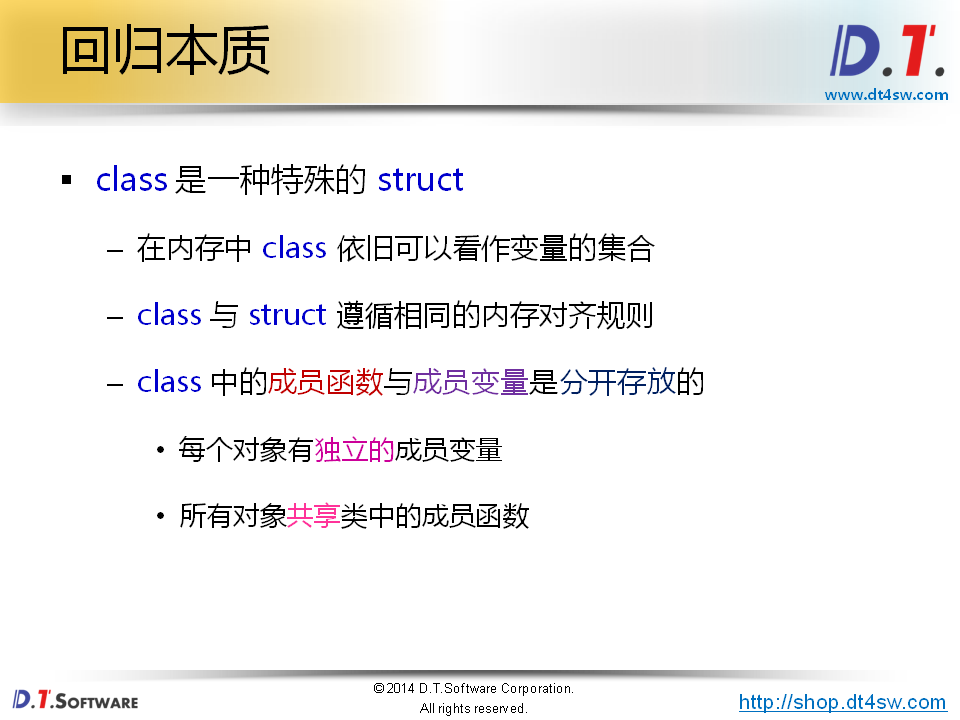 回归本质
D.T.
www.dt4sw.com
▪ class 是一种特殊的 struct
– 在内存中 class 依旧可以看作变量的集合
– class 与 struct 遵循相同的内存对齐规则
– class 中的成员函数与成员变量是分开存放的
• 每个对象有独立的成员变量
• 所有对象共享类中的成员函数
D.T.SOFTWARE
©2014 D.T.Software Corporation.
All rights reserved.
http://shop.dt4sw.com